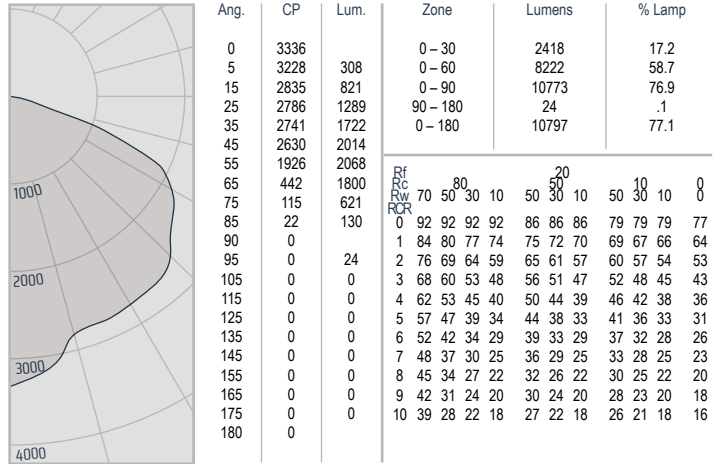 1000
2000
3000
4000
Ang. CP Lum.
0 3336
5 3228 308
15 2835 821
25 2786 1289
35 2741 1722
45 2630 2014
55 1926 2068
65 442 1800
75 115 621
85 22 130
90 0
95 0 24
105 0 0
115 0 0
125 0 0
135 0 0
145 0 0
155 0 0
165 0 0
175 0 0
180 0
Zone Lumens % Lamp
0 – 30 2418 17.2
0 – 60 8222 58.7
0 – 90 10773 76.9
90 – 180 24 .1
0 – 180 10797 77.1
Rf 20
Rc 80 50 10 0
Rw 70 50 30 10 50 30 10 50 30 10 0
RCR
0 92 92 92 92 86 86 86 79 79 79 77
1 84 80 77 74 75 72 70 69 67 66 64
2 76 69 64 59 65 61 57 60 57 54 53
3 68 60 53 48 56 51 47 52 48 45 43
4 62 53 45 40 50 44 39 46 42 38 36
5 57 47 39 34 44 38 33 41 36 33 31
6 52 42 34 29 39 33 29 37 32 28 26
7 48 37 30 25 36 29 25 33 28 25 23
8 45 34 27 22 32 26 22 30 25 22 20
9 42 31 24 20 30 24 20 28 23 20 18
10 39 28 22 18 27 22 18 26 21 18 16